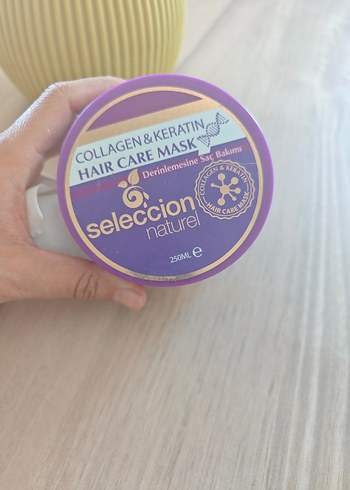 COLLAGEN & KERATIN
HAIR CARE MASK
Derinlemesine Saç Bakımı
seleccion
naturel
COLLAGEN & KERATIN
HAIR CARE MASK
250ML e